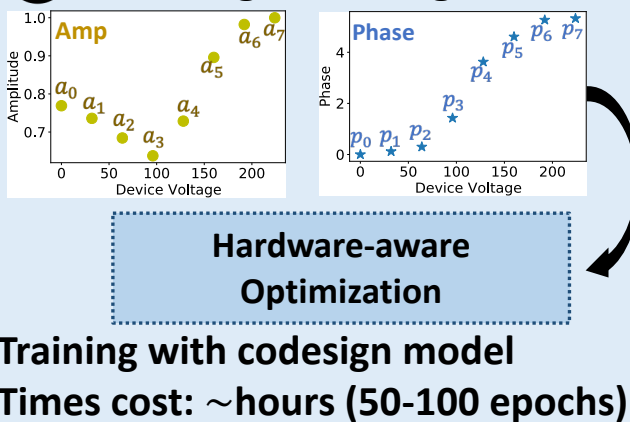 Amp
1.0
0.9
0.8
0.7
Amplitude
a0
a1
a2
a3
a4
a5
a6
a7
0 50 100 150 200
Device Voltage
Phase
4
2
0
Phase
p0
p1
p2
p3
p4
p5
p6
p7
0 50 100 150 200
Device Voltage
Hardware-aware
Optimization
Training with codesign model
Times cost: ~hours (50-100 epochs)